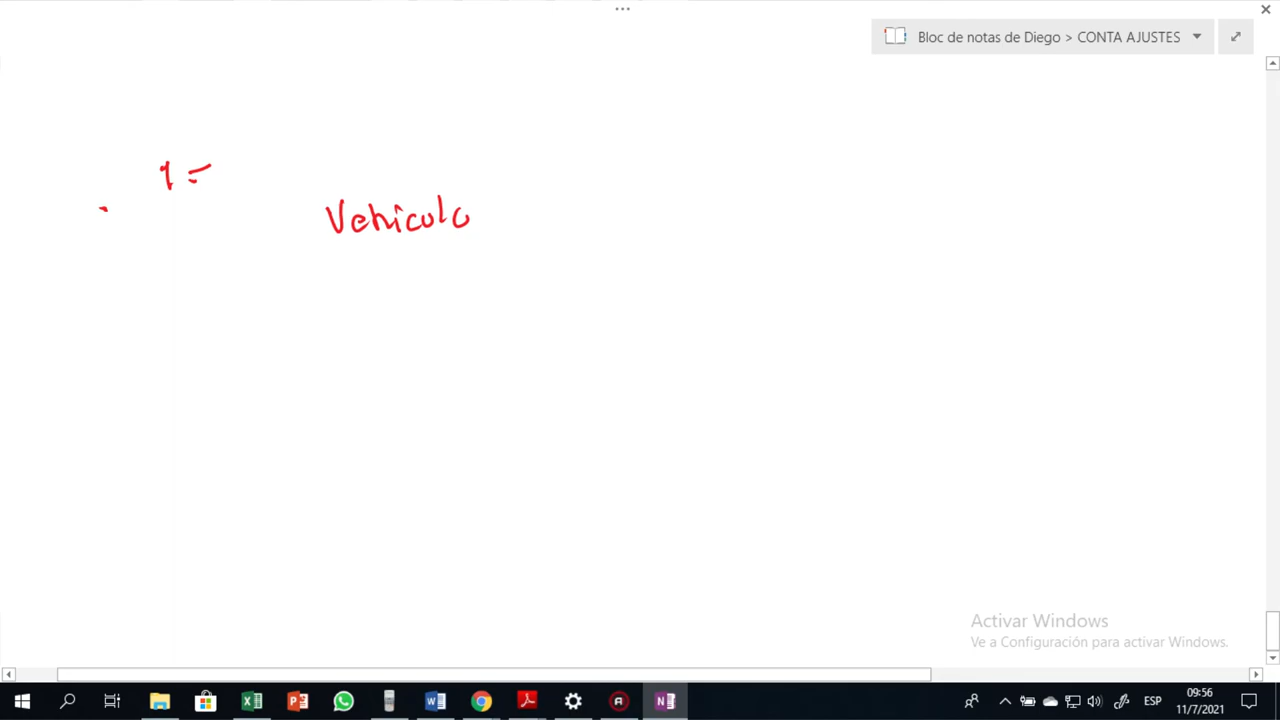 Bloc de notas de Diego > CONTA AJUSTES
1 =
Vehiculo
Activar Windows
Ve a Configuración para activar Windows.
ESP
09:56
11/7/2021